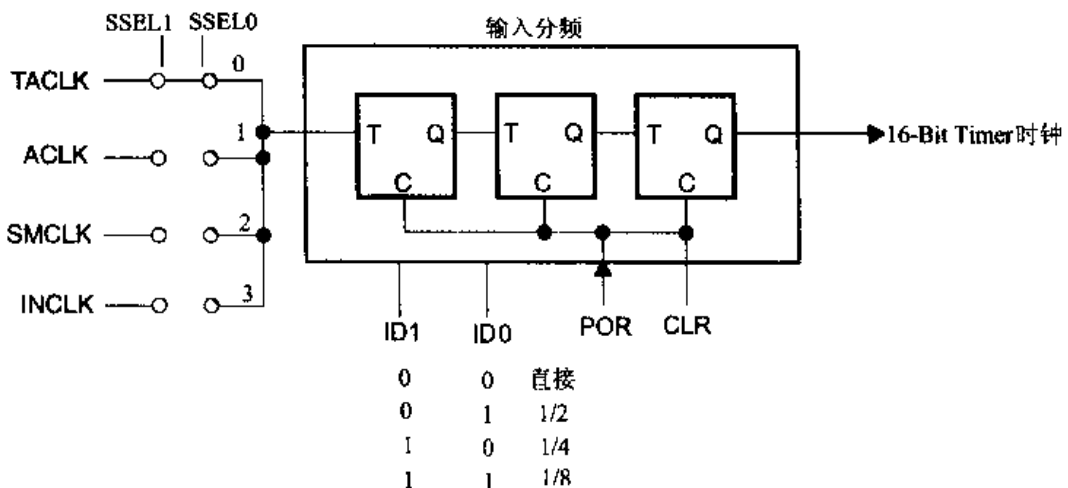 SSEL1 SSEL0
输入分频
TACLK
0
1
ACLK
SMCLK
2
INCLK
3
T Q
C
T Q
C
T Q
C
16-Bit Timer时钟
ID1 ID0 POR CLR
0 0 直接
0 1 1/2
1 0 1/4
1 1 1/8